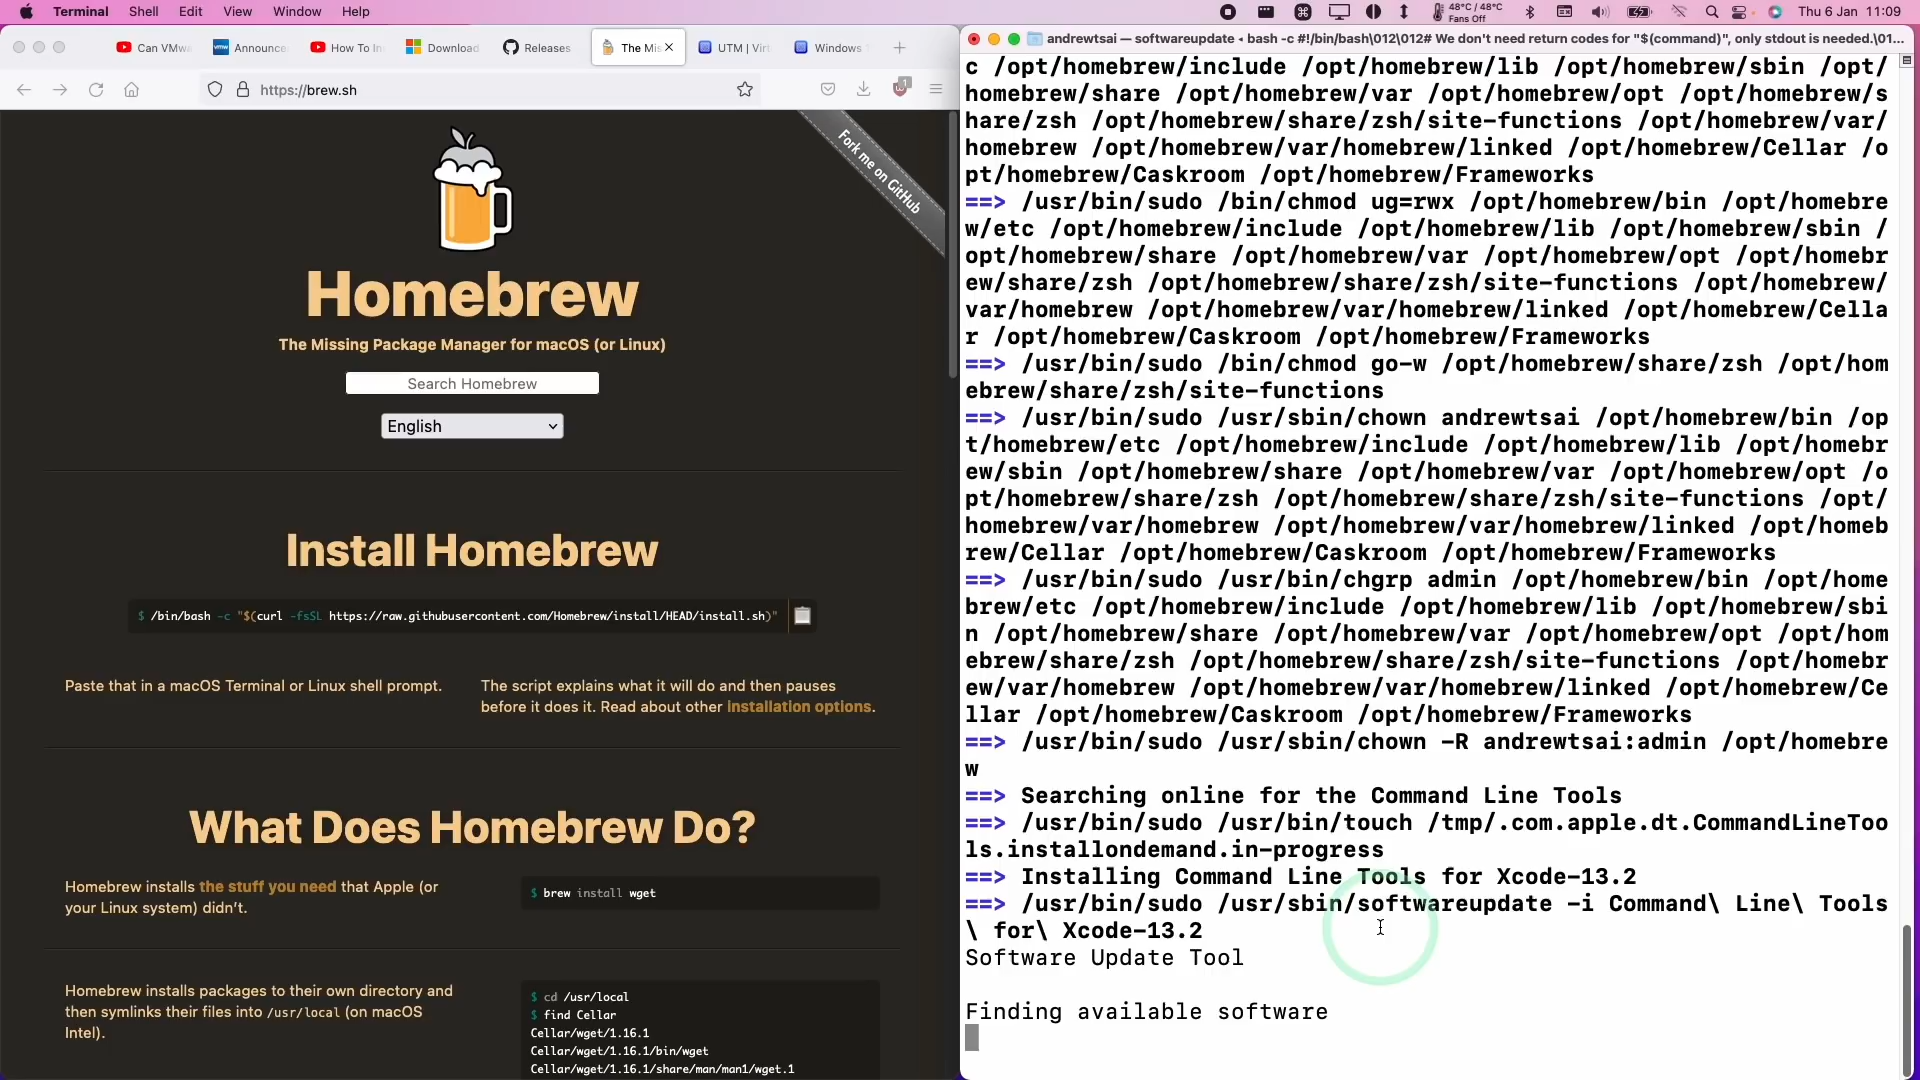 Terminal Shell Edit View Window Help
48°C / 48°C
Fans Off
Thu 6 Jan 11:09
Can VMwa
Announce
How To In
Download
Releases
The Mis
UTM | Virt
Windows
https://brew.sh
1
Fork me on GitHub
Homebrew
The Missing Package Manager for macOS (or Linux)
Search Homebrew
English
Install Homebrew
$ /bin/bash -c "$(curl -fsSL https://raw.githubusercontent.com/Homebrew/install/HEAD/install.sh)"
Paste that in a macOS Terminal or Linux shell prompt.
The script explains what it will do and then pauses
before it does it. Read about other installation options.
What Does Homebrew Do?
Homebrew installs the stuff you need that Apple (or
your Linux system) didn't.
$ brew install wget
Homebrew installs packages to their own directory and
then symlinks their files into /usr/local (on macOS
Intel).
$ cd /usr/local
$ find Cellar
Cellar/wget/1.16.1
Cellar/wget/1.16.1/bin/wget
Cellar/wget/1.16.1/share/man/man1/wget.1
andrewtsai — softwareupdate ◂ bash -c #!/bin/bash\012\012# We don't need return codes for "$(command)", only stdout is needed.\01...
c /opt/homebrew/include /opt/homebrew/lib /opt/homebrew/sbin /opt/
homebrew/share /opt/homebrew/var /opt/homebrew/opt /opt/homebrew/s
hare/zsh /opt/homebrew/share/zsh/site-functions /opt/homebrew/var/
homebrew /opt/homebrew/var/homebrew/linked /opt/homebrew/Cellar /o
pt/homebrew/Caskroom /opt/homebrew/Frameworks
==> /usr/bin/sudo /bin/chmod ug=rwx /opt/homebrew/bin /opt/homebre
w/etc /opt/homebrew/include /opt/homebrew/lib /opt/homebrew/sbin /
opt/homebrew/share /opt/homebrew/var /opt/homebrew/opt /opt/homebr
ew/share/zsh /opt/homebrew/share/zsh/site-functions /opt/homebrew/
var/homebrew /opt/homebrew/var/homebrew/linked /opt/homebrew/Cella
r /opt/homebrew/Caskroom /opt/homebrew/Frameworks
==> /usr/bin/sudo /bin/chmod go-w /opt/homebrew/share/zsh /opt/hom
ebrew/share/zsh/site-functions
==> /usr/bin/sudo /usr/sbin/chown andrewtsai /opt/homebrew/bin /op
t/homebrew/etc /opt/homebrew/include /opt/homebrew/lib /opt/homebr
ew/sbin /opt/homebrew/share /opt/homebrew/var /opt/homebrew/opt /o
pt/homebrew/share/zsh /opt/homebrew/share/zsh/site-functions /opt/
homebrew/var/homebrew /opt/homebrew/var/homebrew/linked /opt/homeb
rew/Cellar /opt/homebrew/Caskroom /opt/homebrew/Frameworks
==> /usr/bin/sudo /usr/bin/chgrp admin /opt/homebrew/bin /opt/home
brew/etc /opt/homebrew/include /opt/homebrew/lib /opt/homebrew/sbi
n /opt/homebrew/share /opt/homebrew/var /opt/homebrew/opt /opt/hom
ebrew/share/zsh /opt/homebrew/share/zsh/site-functions /opt/homebr
ew/var/homebrew /opt/homebrew/var/homebrew/linked /opt/homebrew/Ce
llar /opt/homebrew/Caskroom /opt/homebrew/Frameworks
==> /usr/bin/sudo /usr/sbin/chown -R andrewtsai:admin /opt/homebre
w
==> Searching online for the Command Line Tools
==> /usr/bin/sudo /usr/bin/touch /tmp/.com.apple.dt.CommandLineToo
ls.installondemand.in-progress
==> Installing Command Line Tools for Xcode-13.2
==> /usr/bin/sudo /usr/sbin/softwareupdate -i Command\ Line\ Tools
\ for\ Xcode-13.2
Software Update Tool
Finding available software